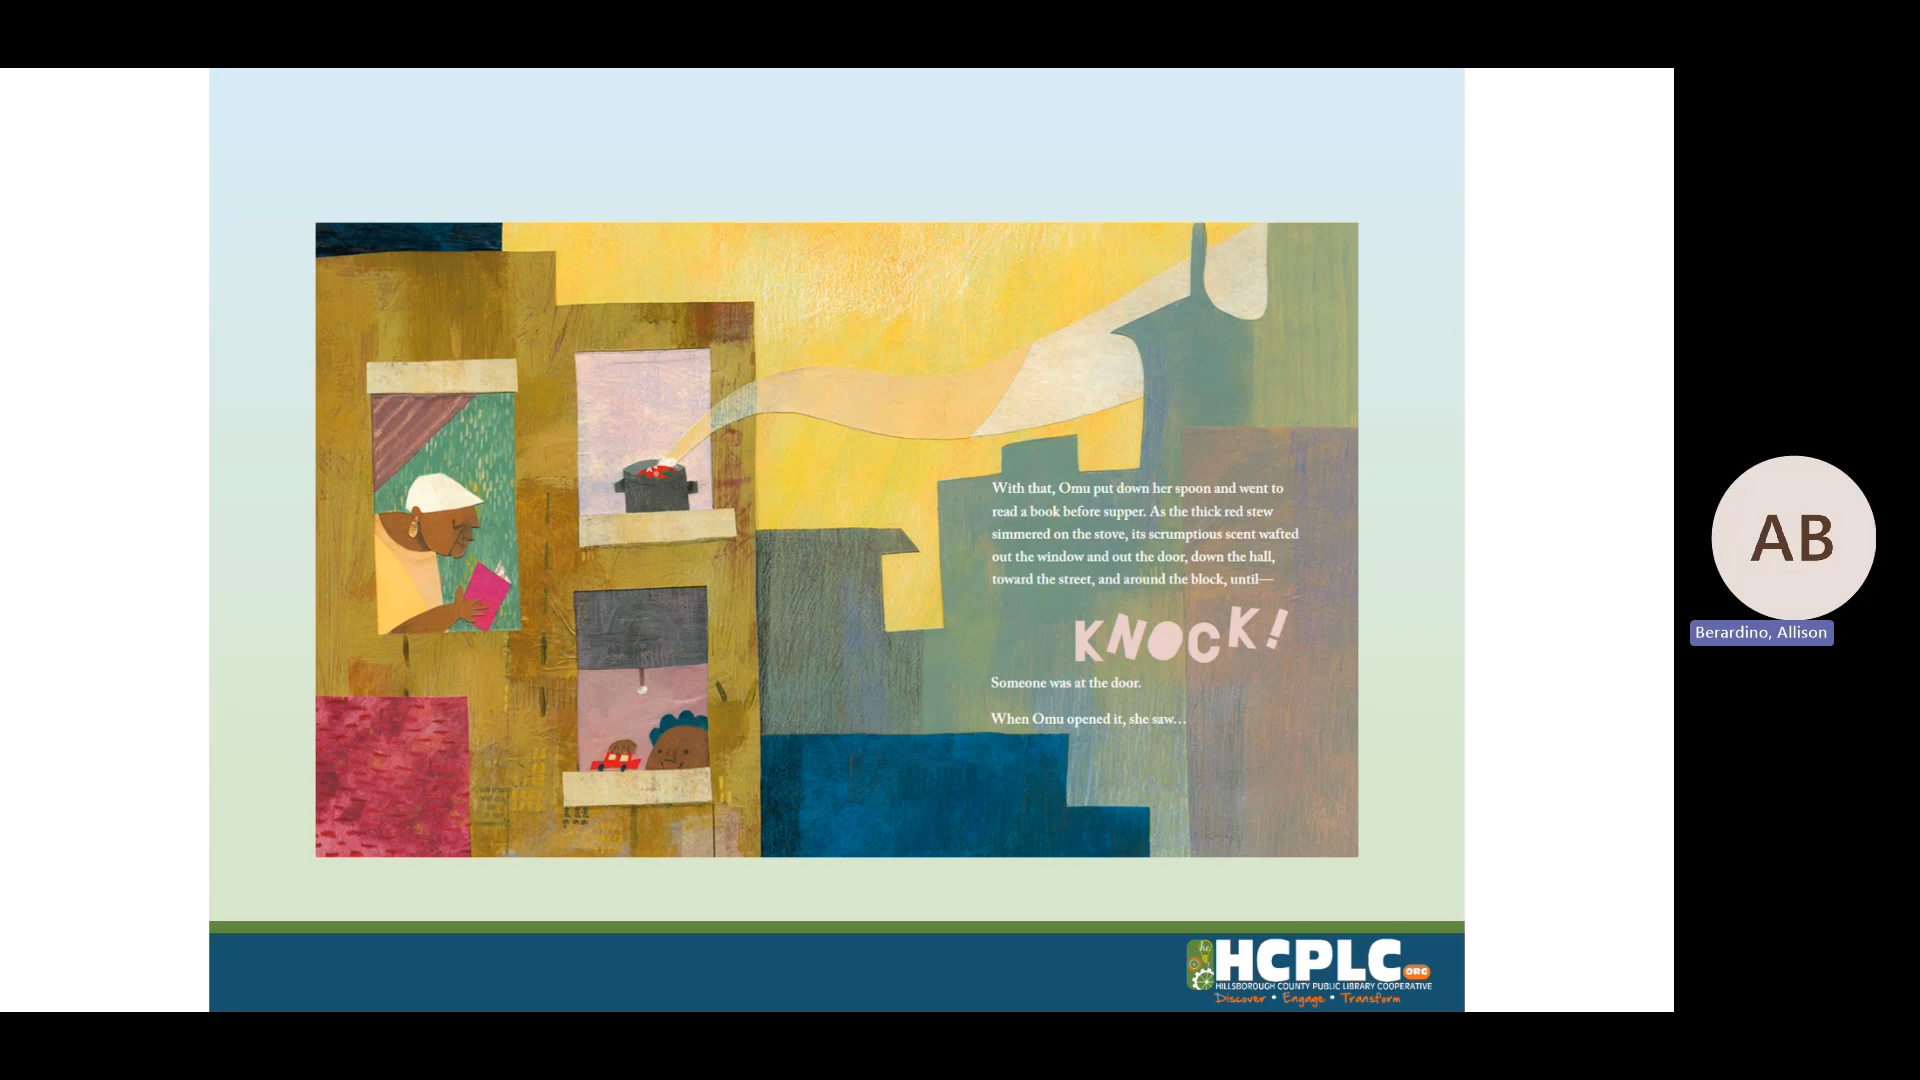 With that, Omu put down her spoon and went to
read a book before supper. As the thick red stew
simmered on the stove, its scrumptious scent wafted
out the window and out the door, down the hall,
toward the street, and around the block, until—
KNOCK!
Someone was at the door.
When Omu opened it, she saw…
AB
Berardino, Allison
HCPLC
ORG
HILLSBOROUGH COUNTY PUBLIC LIBRARY COOPERATIVE
Discover • Engage • Transform